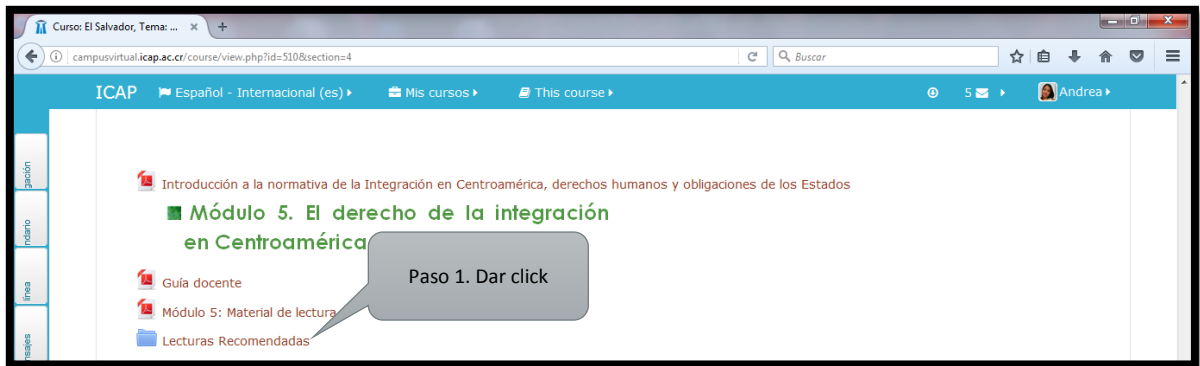 Curso: El Salvador, Tema: ...
campusvirtual.icap.ac.cr/course/view.php?id=510&section=4
Buscar
ICAP Español - Internacional (es) Mis cursos This course 5 Andrea
gación
Introducción a la normativa de la Integración en Centroamérica, derechos humanos y obligaciones de los Estados
Módulo 5. El derecho de la integración
en Centroamérica
ndario
Paso 1. Dar click
Guía docente
línea
Módulo 5: Material de lectura
Lecturas Recomendadas
nsajes